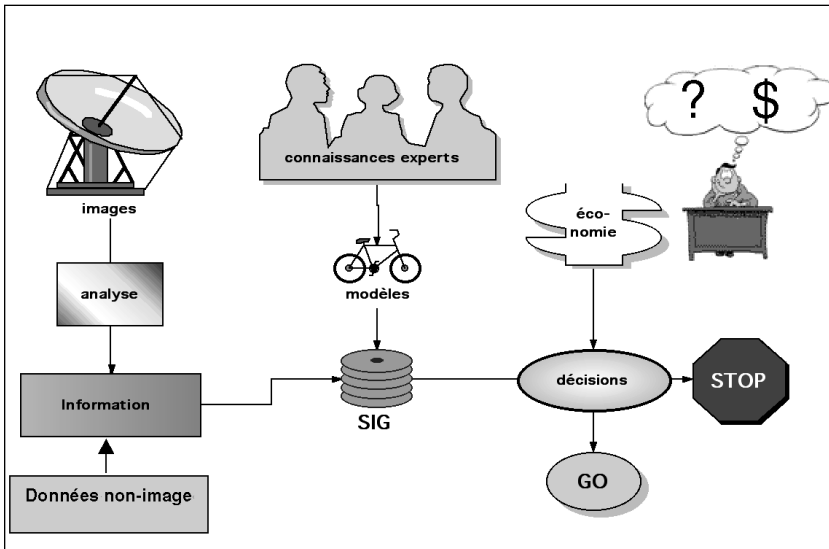 ? $
connaissances experts
images
éco-
nomie
analyse
modèles
Information
SIG
décisions
STOP
GO
Données non-image